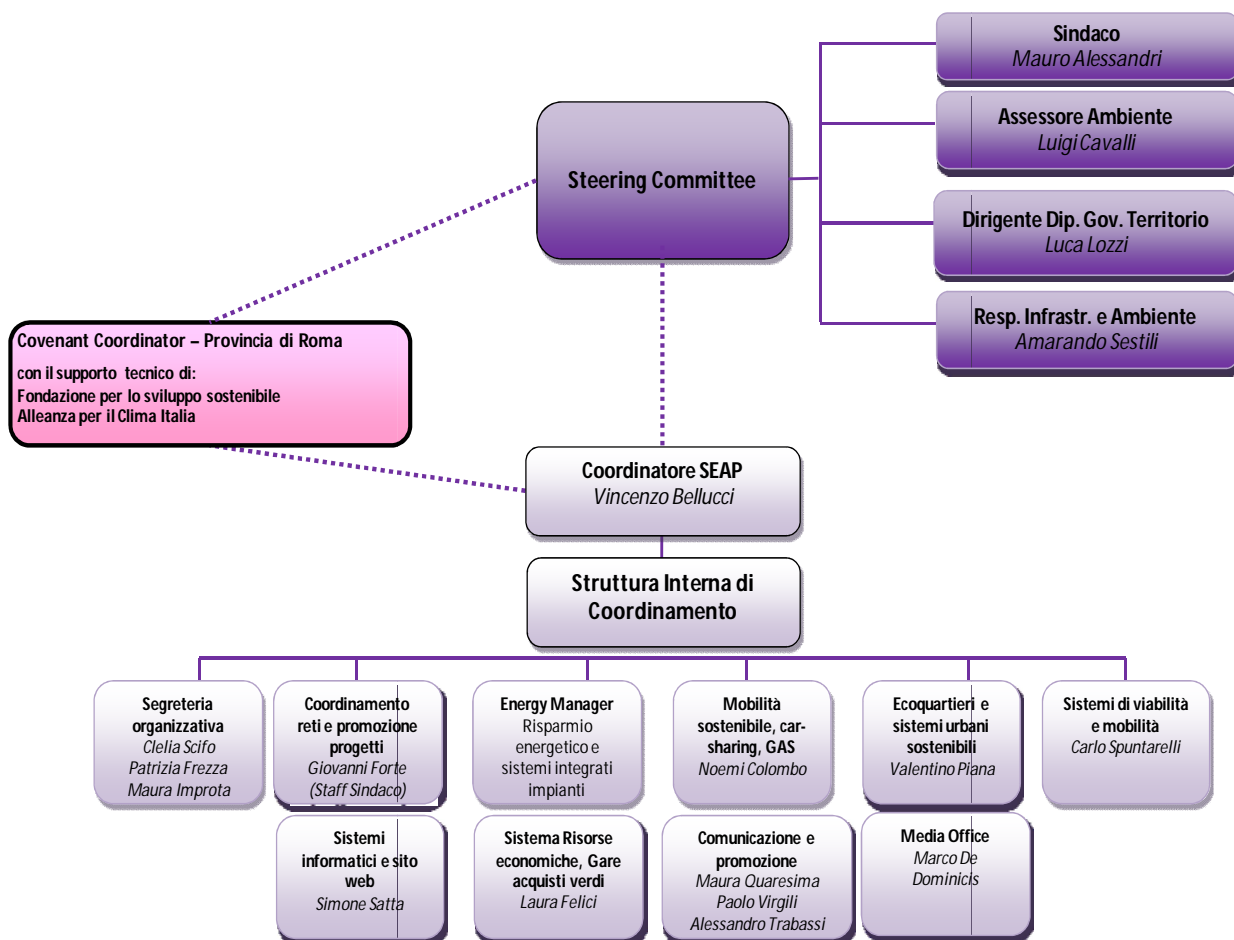 Sindaco
Mauro Alessandri
Assessore Ambiente
Luigi Cavalli
Steering Committee
Dirigente Dip. Gov. Territorio
Luca Lozzi
Resp. Infrastr. e Ambiente
Amarando Sestili
Covenant Coordinator – Provincia di Roma
con il supporto tecnico di:
Fondazione per lo sviluppo sostenibile
Alleanza per il Clima Italia
Coordinatore SEAP
Vincenzo Bellucci
Struttura Interna di
Coordinamento
Segreteria
organizzativa
Clelia Scifo
Patrizia Frezza
Maura Improta
Coordinamento
reti e promozione
progetti
Giovanni Forte
(Staff Sindaco)
Energy Manager
Risparmio
energetico e
sistemi integrati
impianti
Mobilità
sostenibile, car-
sharing, GAS
Noemi Colombo
Ecoquartieri e
sistemi urbani
sostenibili
Valentino Piana
Sistemi di viabilità
e mobilità
Carlo Spuntarelli
Sistemi
informatici e sito
web
Simone Satta
Sistema Risorse
economiche, Gare
acquisti verdi
Laura Felici
Comunicazione e
promozione
Maura Quaresima
Paolo Virgili
Alessandro Trabassi
Media Office
Marco De
Dominicis